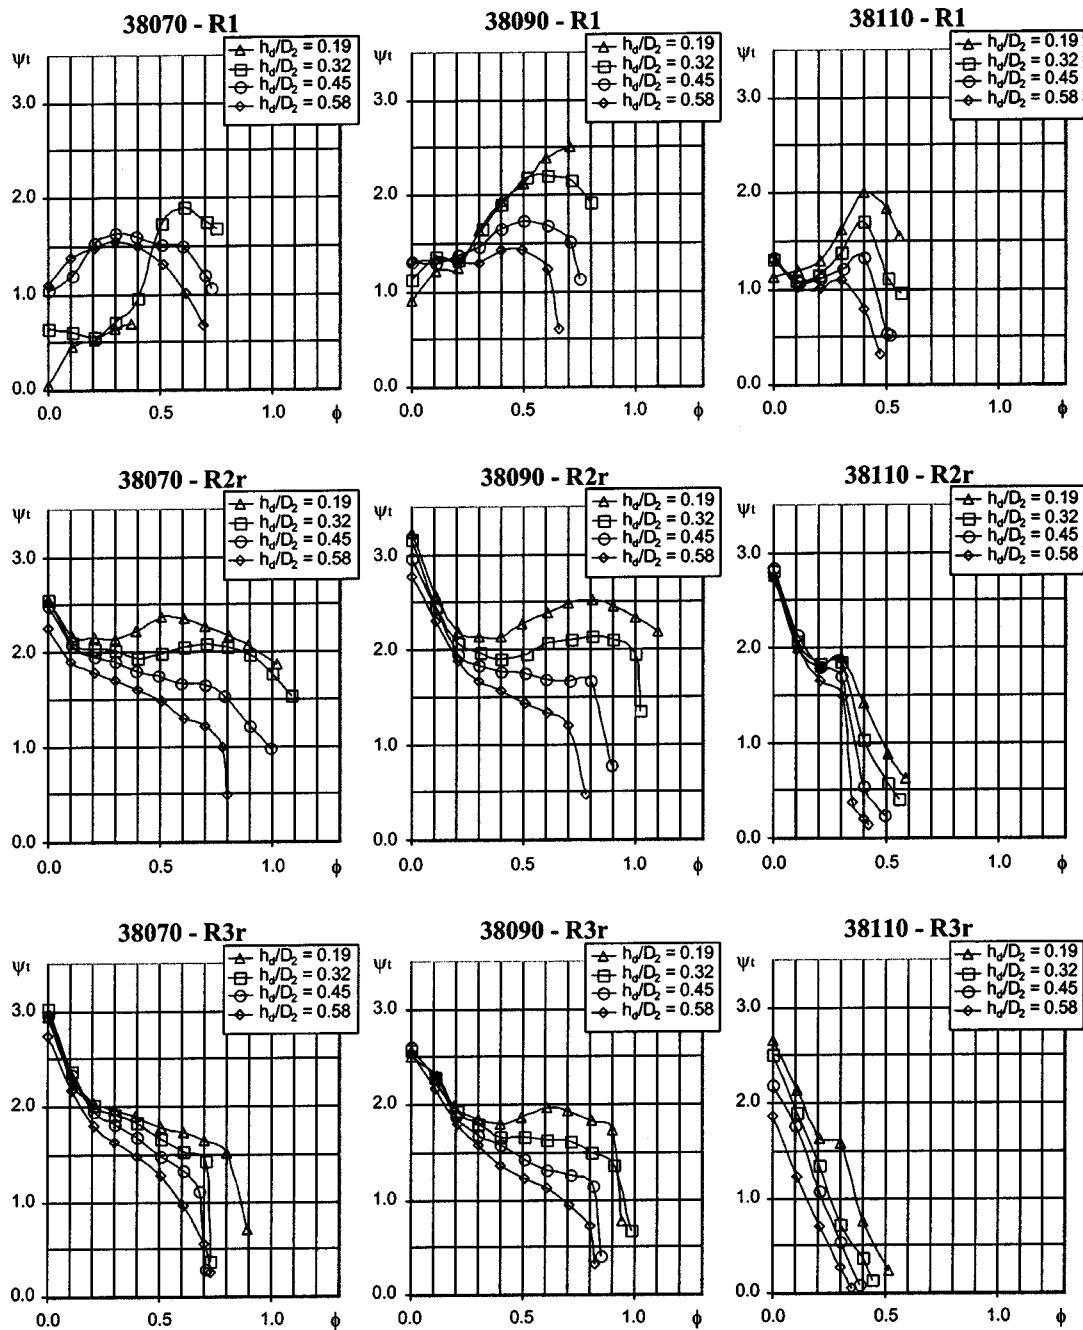 38070 - R1
ψt
h_d/D_2 = 0.19
h_d/D_2 = 0.32
h_d/D_2 = 0.45
h_d/D_2 = 0.58
3.0
2.0
1.0
0.0
0.0 0.5 1.0 ϕ
38090 - R1
ψt
h_d/D_2 = 0.19
h_d/D_2 = 0.32
h_d/D_2 = 0.45
h_d/D_2 = 0.58
3.0
2.0
1.0
0.0
0.0 0.5 1.0 ϕ
38110 - R1
ψt
h_d/D_2 = 0.19
h_d/D_2 = 0.32
h_d/D_2 = 0.45
h_d/D_2 = 0.58
3.0
2.0
1.0
0.0
0.0 0.5 1.0 ϕ
38070 - R2r
ψt
h_d/D_2 = 0.19
h_d/D_2 = 0.32
h_d/D_2 = 0.45
h_d/D_2 = 0.58
3.0
2.0
1.0
0.0
0.0 0.5 1.0 ϕ
38090 - R2r
ψt
h_d/D_2 = 0.19
h_d/D_2 = 0.32
h_d/D_2 = 0.45
h_d/D_2 = 0.58
3.0
2.0
1.0
0.0
0.0 0.5 1.0 ϕ
38110 - R2r
ψt
h_d/D_2 = 0.19
h_d/D_2 = 0.32
h_d/D_2 = 0.45
h_d/D_2 = 0.58
3.0
2.0
1.0
0.0
0.0 0.5 1.0 ϕ
38070 - R3r
ψt
h_d/D_2 = 0.19
h_d/D_2 = 0.32
h_d/D_2 = 0.45
h_d/D_2 = 0.58
3.0
2.0
1.0
0.0
0.0 0.5 1.0 ϕ
38090 - R3r
ψt
h_d/D_2 = 0.19
h_d/D_2 = 0.32
h_d/D_2 = 0.45
h_d/D_2 = 0.58
3.0
2.0
1.0
0.0
0.0 0.5 1.0 ϕ
38110 - R3r
ψt
h_d/D_2 = 0.19
h_d/D_2 = 0.32
h_d/D_2 = 0.45
h_d/D_2 = 0.58
3.0
2.0
1.0
0.0
0.0 0.5 1.0 ϕ